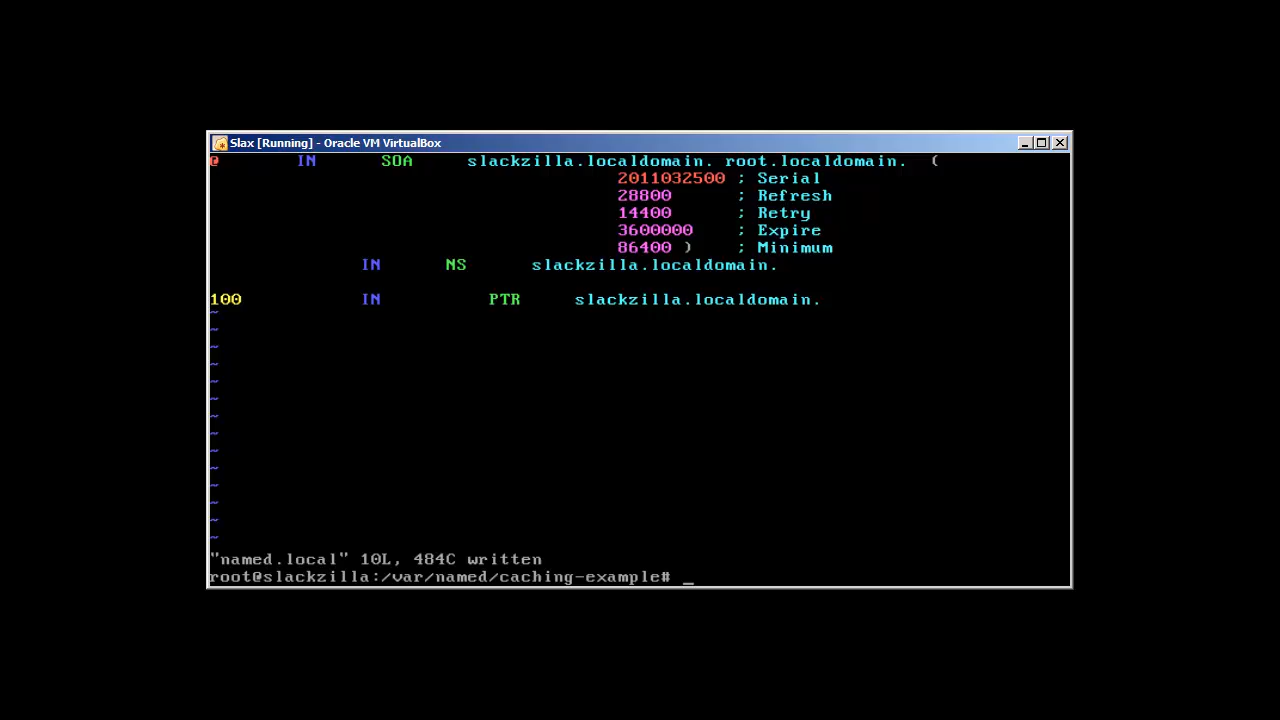 Slax [Running] - Oracle VM VirtualBox
@ IN SOA slackzilla.localdomain. root.localdomain. (
2011032500 ; Serial
28800 ; Refresh
14400 ; Retry
3600000 ; Expire
86400 ) ; Minimum
IN NS slackzilla.localdomain.
100 IN PTR slackzilla.localdomain.
~
~
~
~
~
~
~
~
~
~
~
~
~
~
"named.local" 10L, 484C written
root@slackzilla:/var/named/caching-example# _